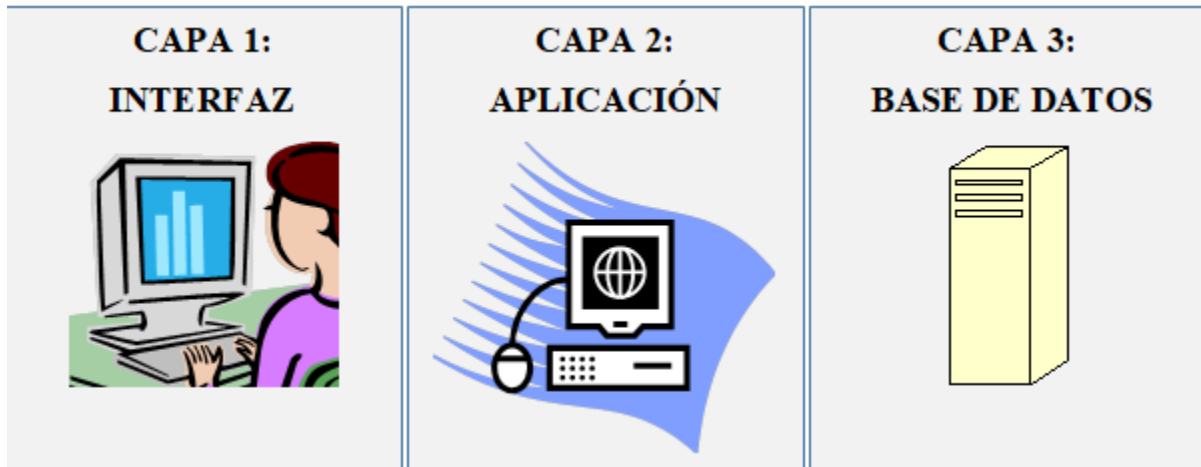 CAPA 1:
INTERFAZ
CAPA 2:
APLICACIÓN
CAPA 3:
BASE DE DATOS